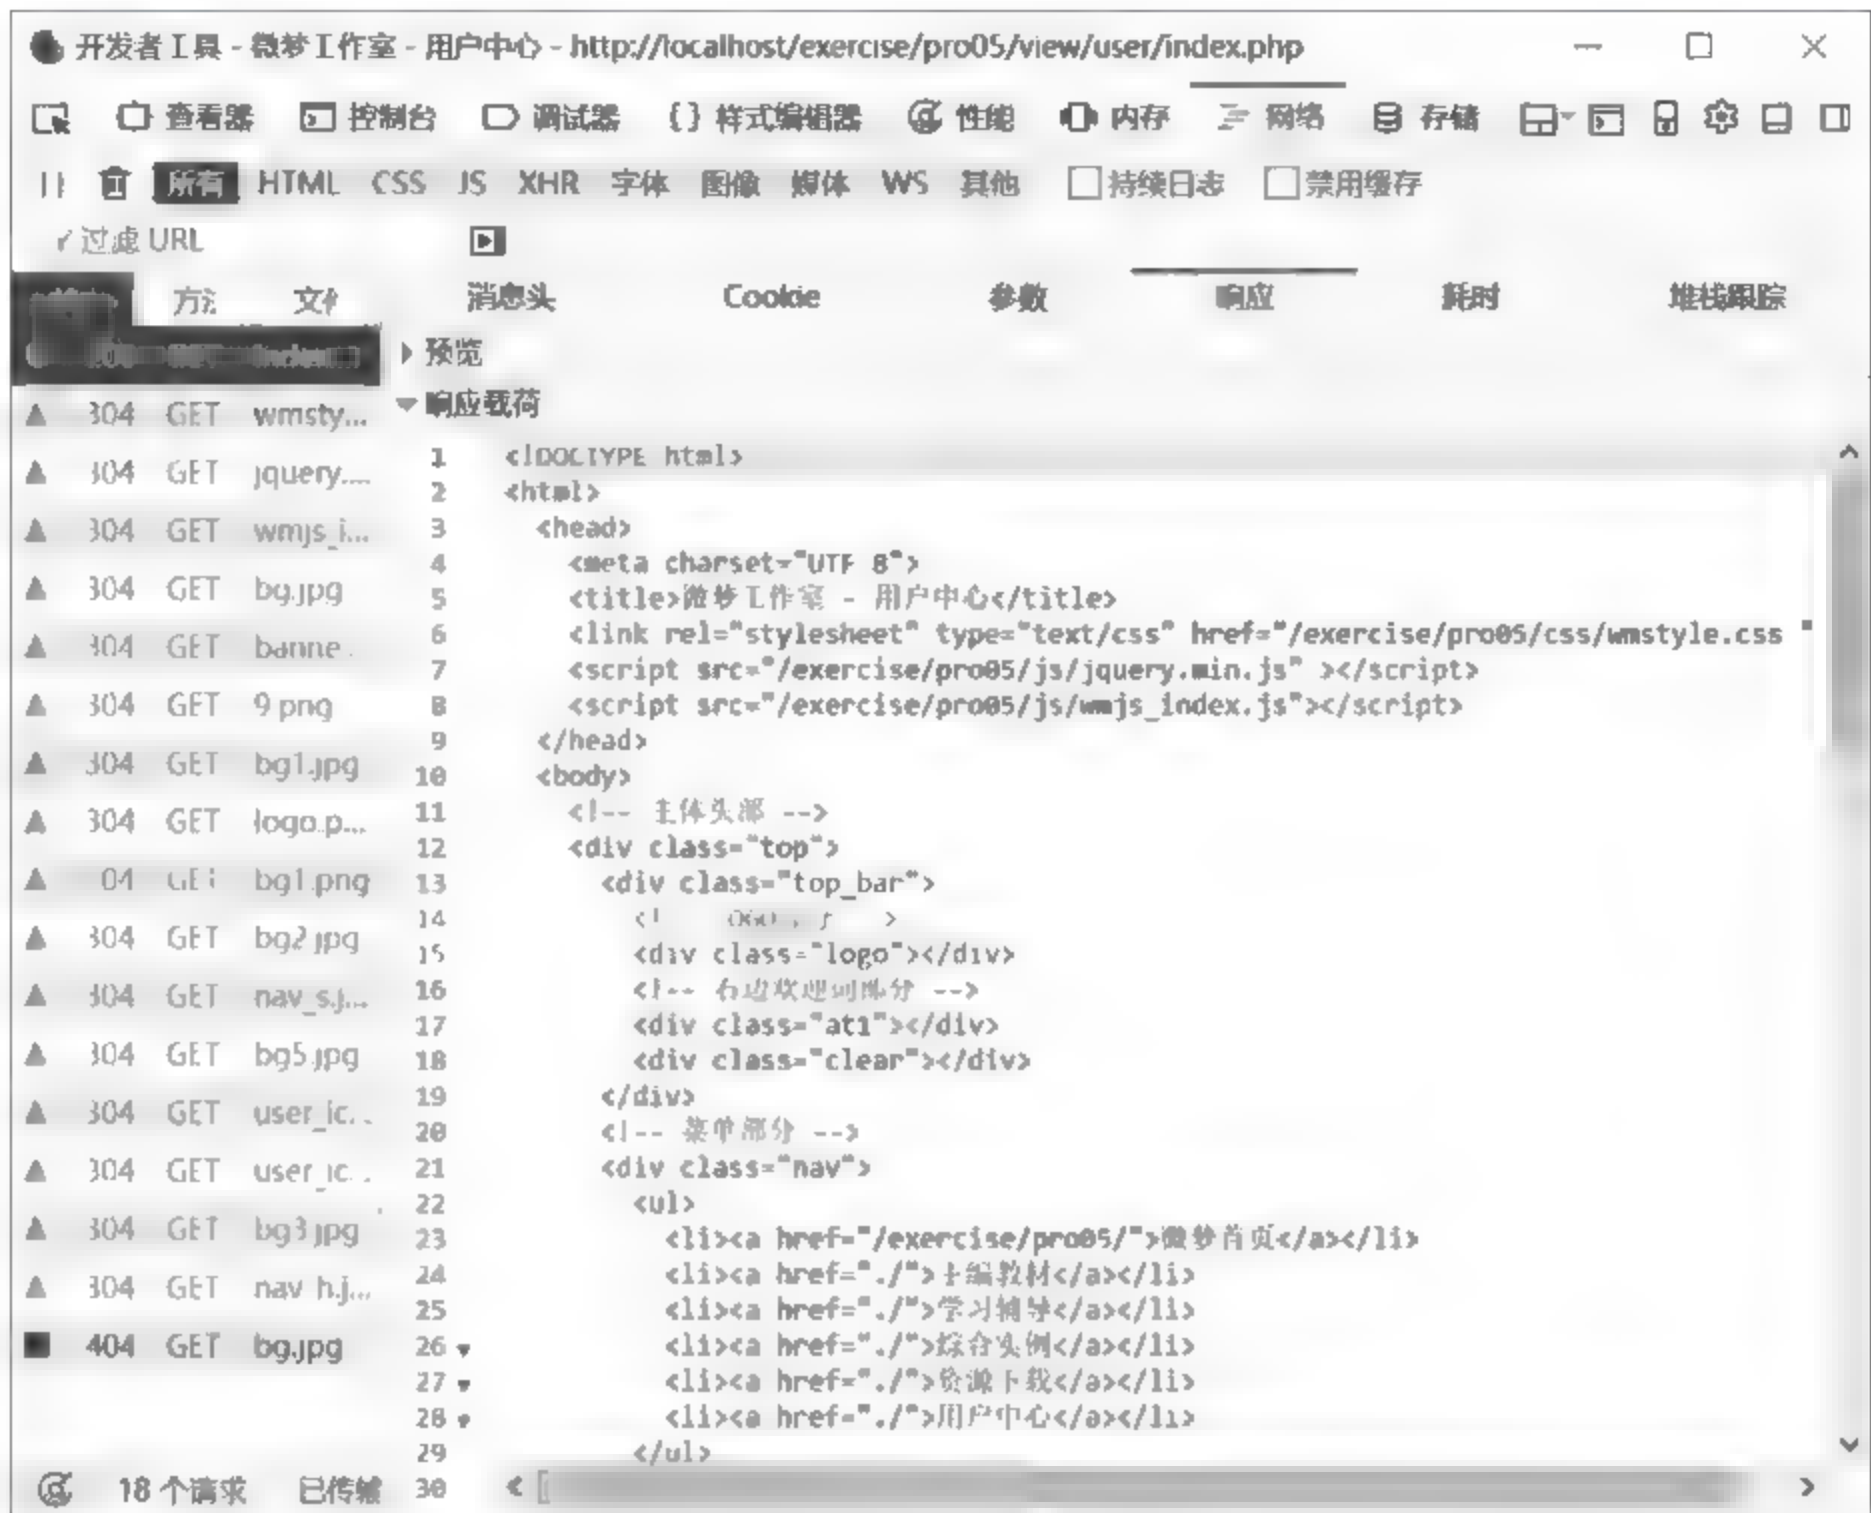 开发者工具 - 微梦工作室 - 用户中心 - http://localhost/exercise/pro05/view/user/index.php
查看器 控制台 调试器 {} 样式编辑器 性能 内存 网络 存储
所有 HTML CSS JS XHR 字体 图像 媒体 WS 其他 持续日志 禁用缓存
过滤 URL
方法 文件 消息头 Cookie 参数 响应 耗时 堆栈跟踪
预览
响应载荷
304 GET wmsty...
304 GET jquery....
304 GET wmjs_i...
304 GET bg.jpg
304 GET banne
304 GET 9.png
304 GET bg1.jpg
304 GET logo.p...
304 GET bg1.png
304 GET bg2.jpg
304 GET nav_s.j...
304 GET bg5.jpg
304 GET user_ic...
304 GET user_ic...
304 GET bg3.jpg
304 GET nav_h.j...
404 GET bg.jpg
18 个请求 已传输
1 <!DOCTYPE html>
2 <html>
3 <head>
4 <meta charset="UTF-8">
5 <title>微梦工作室 - 用户中心</title>
6 <link rel="stylesheet" type="text/css" href="/exercise/pro05/css/wmstyle.css "
7 <script src="/exercise/pro05/js/jquery.min.js" ></script>
8 <script src="/exercise/pro05/js/wmjs_index.js"></script>
9 </head>
10 <body>
11 <!-- 主体头部 -->
12 <div class="top">
13 <div class="top_bar">
14
15 <div class="logo"></div>
16 <!-- 右边欢迎词部分 -->
17 <div class="at1"></div>
18 <div class="clear"></div>
19 </div>
20 <!-- 菜单部分 -->
21 <div class="nav">
22 <ul>
23 <li><a href="/exercise/pro05/">微梦首页</a></li>
24 <li><a href="./">主编教材</a></li>
25 <li><a href="./">学习辅导</a></li>
26 <li><a href="./">综合实例</a></li>
27 <li><a href="./">资源下载</a></li>
28 <li><a href="./">用户中心</a></li>
29 </ul>
30